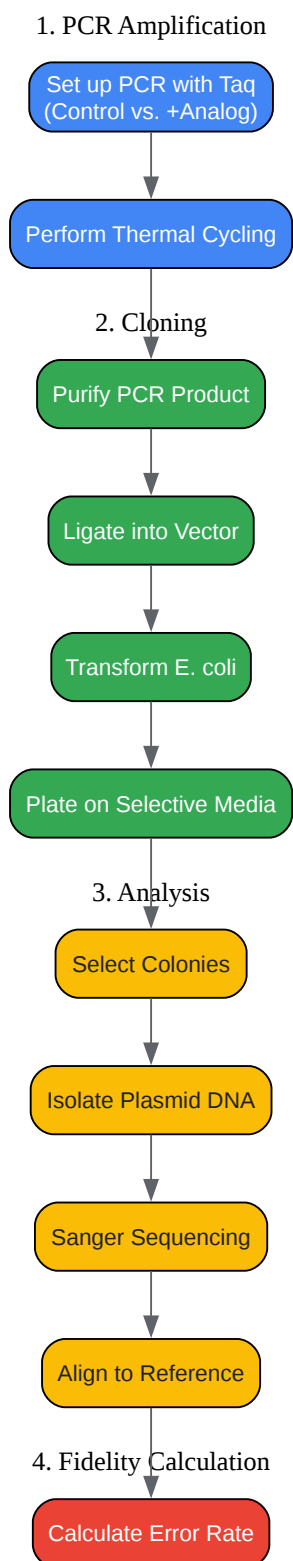 1. PCR Amplification
Set up PCR with Taq
(Control vs. +Analog)
Perform Thermal Cycling
2. Cloning
Purify PCR Product
Ligate into Vector
Transform E. coli
Plate on Selective Media
3. Analysis
Select Colonies
Isolate Plasmid DNA
Sanger Sequencing
Align to Reference
4. Fidelity Calculation
Calculate Error Rate